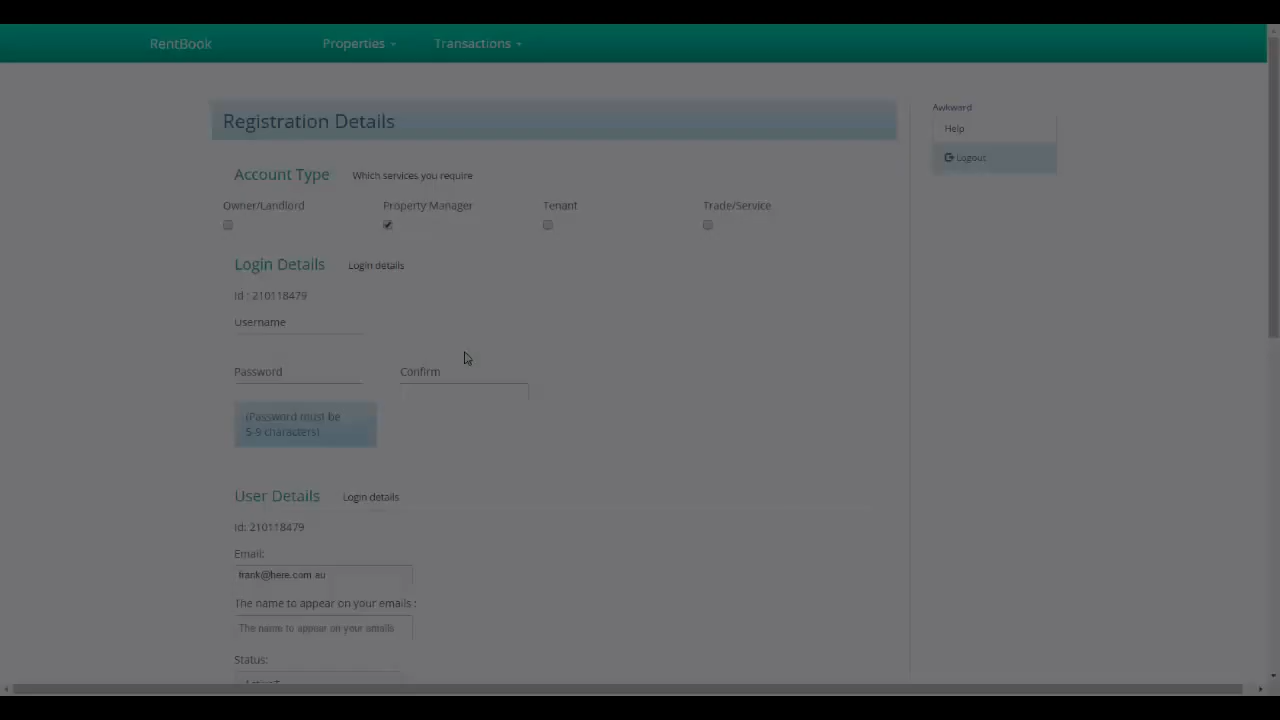 RentBook Properties Transactions
Registration Details
Awkward
Help
Logout
Account Type Which services you require
Owner/Landlord Property Manager Tenant Trade/Service
Login Details Login details
Id : 210118479
Username
Password Confirm
(Password must be
5-9 characters)
User Details Login details
Id: 210118479
Email:
frank@here.com.au
The name to appear on your emails :
The name to appear on your emails
Status: